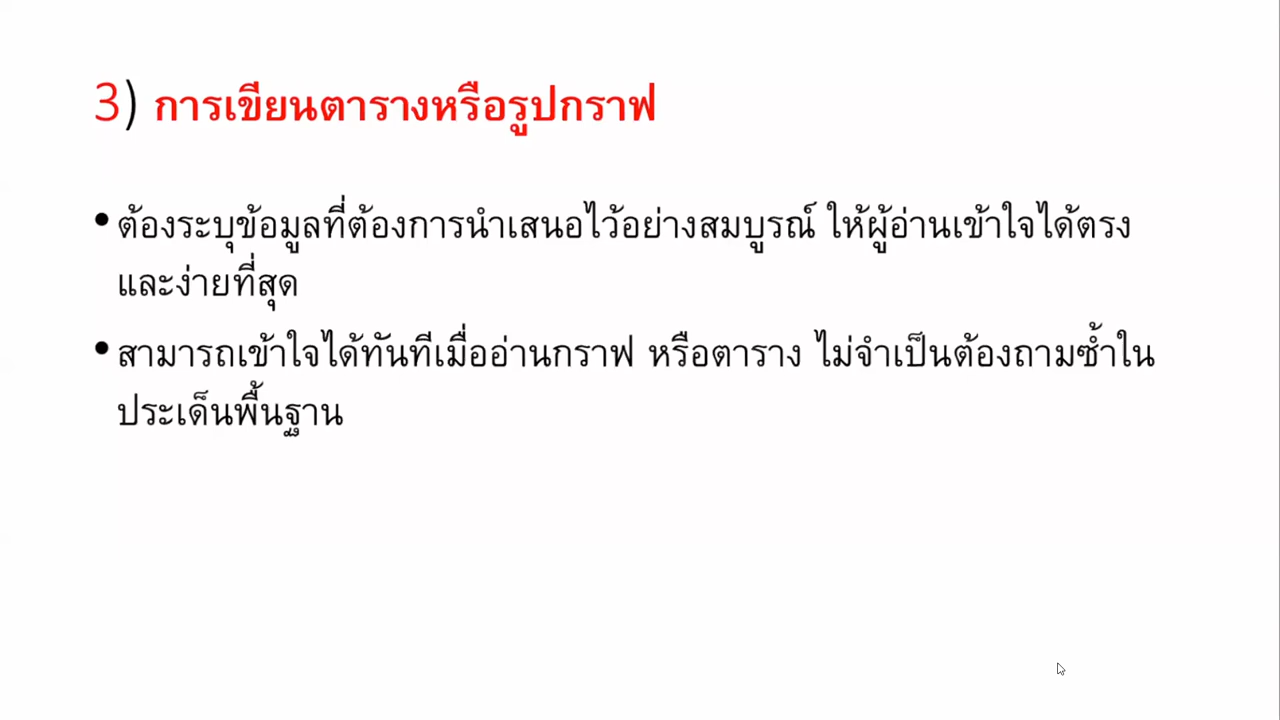 3) การเขียนตารางหรือรูปกราฟ
•ต้องระบุข้อมูลที่ต้องการนำเสนอไว้อย่างสมบูรณ์ ให้ผู้อ่านเข้าใจได้ตรง
และง่ายที่สุด
•สามารถเข้าใจได้ทันทีเมื่ออ่านกราฟ หรือตาราง ไม่จำเป็นต้องถามซ้ำใน
ประเด็นพื้นฐาน